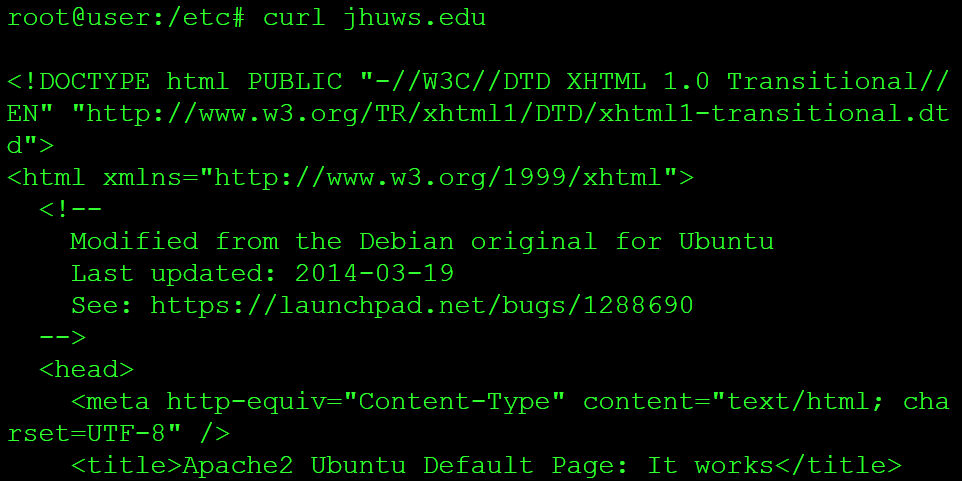 root@user:/etc# curl jhuws.edu
<!DOCTYPE html PUBLIC "-//W3C//DTD XHTML 1.0 Transitional//
EN" "http://www.w3.org/TR/xhtml1/DTD/xhtml1-transitional.dt
d">
<html xmlns="http://www.w3.org/1999/xhtml">
  <!--
    Modified from the Debian original for Ubuntu
    Last updated: 2014-03-19
    See: https://launchpad.net/bugs/1288690
  -->
  <head>
    <meta http-equiv="Content-Type" content="text/html; cha
rset=UTF-8" />
    <title>Apache2 Ubuntu Default Page: It works</title>